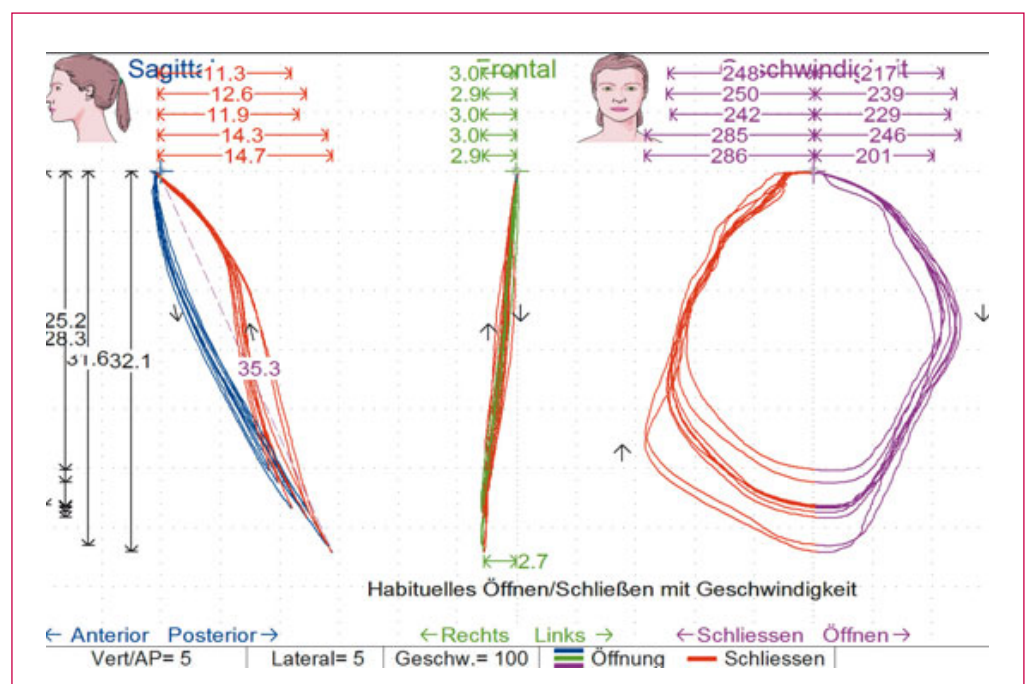 Sagittal Frontal Geschwindigkeit
11.3 3.0 248 217
12.6 2.9 250 239
11.9 3.0 242 229
14.3 3.0 285 246
14.7 2.9 286 201
25.2
28.3
31.6 32.1 35.3
2.7
Habituelles Öffnen/Schließen mit Geschwindigkeit
← Anterior Posterior → ←Rechts Links → ←Schliessen Öffnen→
Vert/AP= 5 Lateral= 5 Geschw.= 100 Öffnung Schliessen